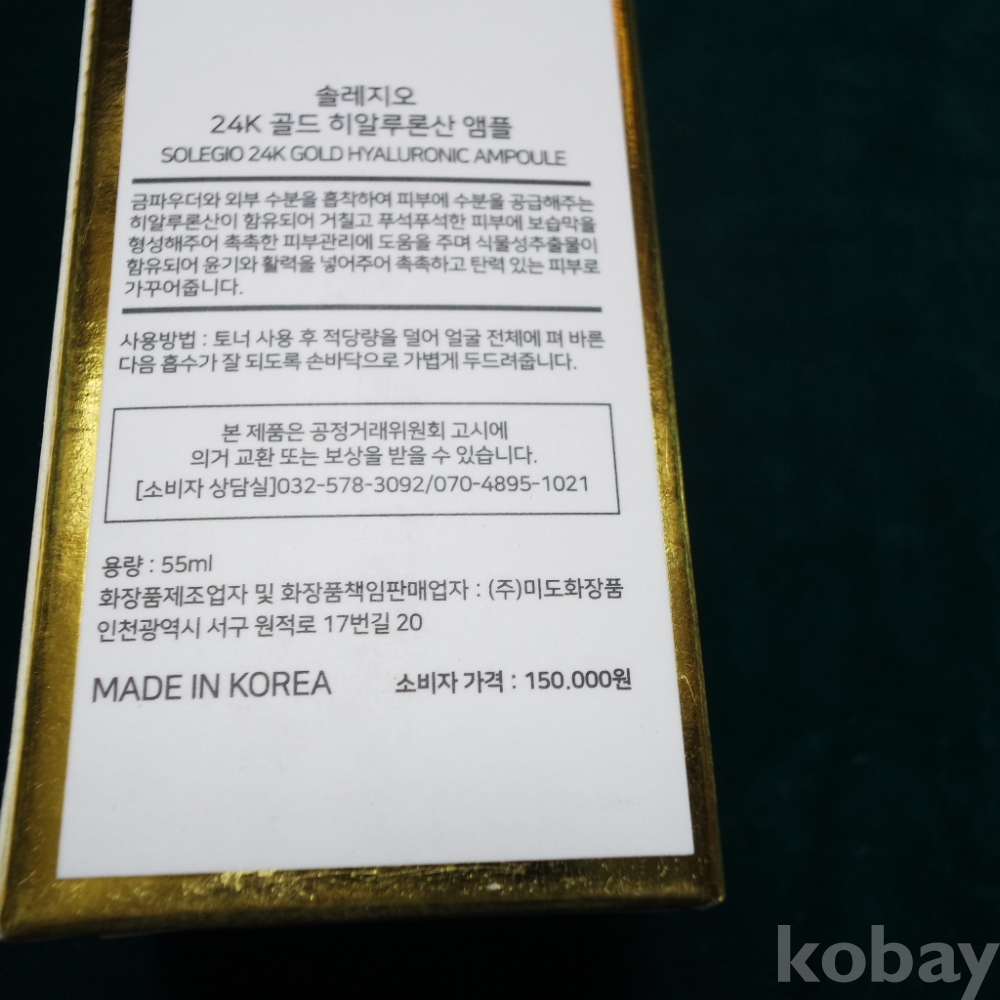 솔레지오
24K 골드 히알루론산 앰플
SOLEGIO 24K GOLD HYALURONIC AMPOULE
금파우더와 외부 수분을 흡착하여 피부에 수분을 공급해주는
히알루론산이 함유되어 거칠고 푸석푸석한 피부에 보습막을
형성해주어 촉촉한 피부관리에 도움을 주며 식물성추출물이
함유되어 윤기와 활력을 넣어주어 촉촉하고 탄력 있는 피부로
가꾸어줍니다.
사용방법 : 토너 사용 후 적당량을 덜어 얼굴 전체에 펴 바른
다음 흡수가 잘 되도록 손바닥으로 가볍게 두드려줍니다.
본 제품은 공정거래위원회 고시에
의거 교환 또는 보상을 받을 수 있습니다.
[소비자 상담실]032-578-3092/070-4895-1021
용량 : 55ml
화장품제조업자 및 화장품책임판매업자 : (주)미도화장품
인천광역시 서구 원적로 17번길 20
MADE IN KOREA 소비자 가격 : 150.000원
kobay